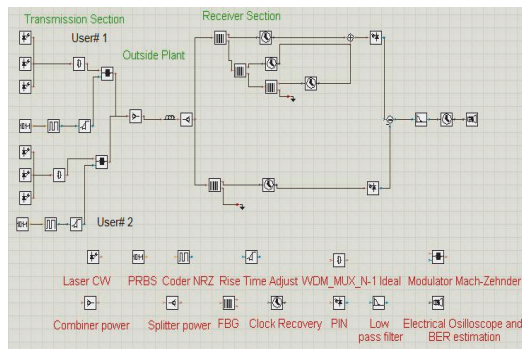 Transmission Section
Receiver Section
User# 1
Outside Plant
User# 2
Laser CW PRBS Coder NRZ Rise Time Adjust WDM_MUX_N-1 Ideal Modulator Mach-Zehnder
Combiner power Splitter power FBG Clock Recovery PIN Low pass filter Electrical Osilloscope and BER estimation